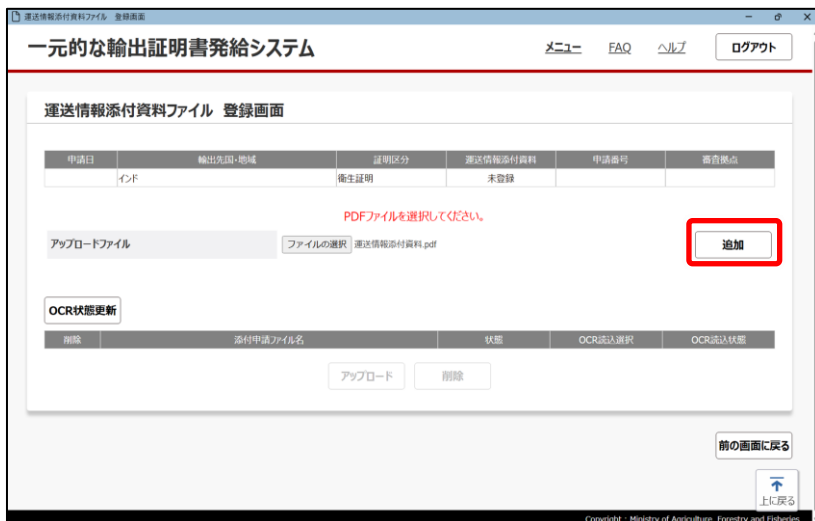 運送情報添付資料ファイル 登録画面
一元的な輸出証明書発給システム メニュー FAQ ヘルプ ログアウト
運送情報添付資料ファイル 登録画面
申請日 輸出先国・地域 証明区分 運送情報添付資料 申請番号 審査拠点
インド 衛生証明 未登録
PDFファイルを選択してください。
アップロードファイル ファイルの選択 運送情報添付資料.pdf 追加
OCR状態更新
削除 添付申請ファイル名 状態 OCR読込選択 OCR読込状態
アップロード 削除
前の画面に戻る
上に戻る
Copyright : Ministry of Agriculture, Forestry and Fisheries